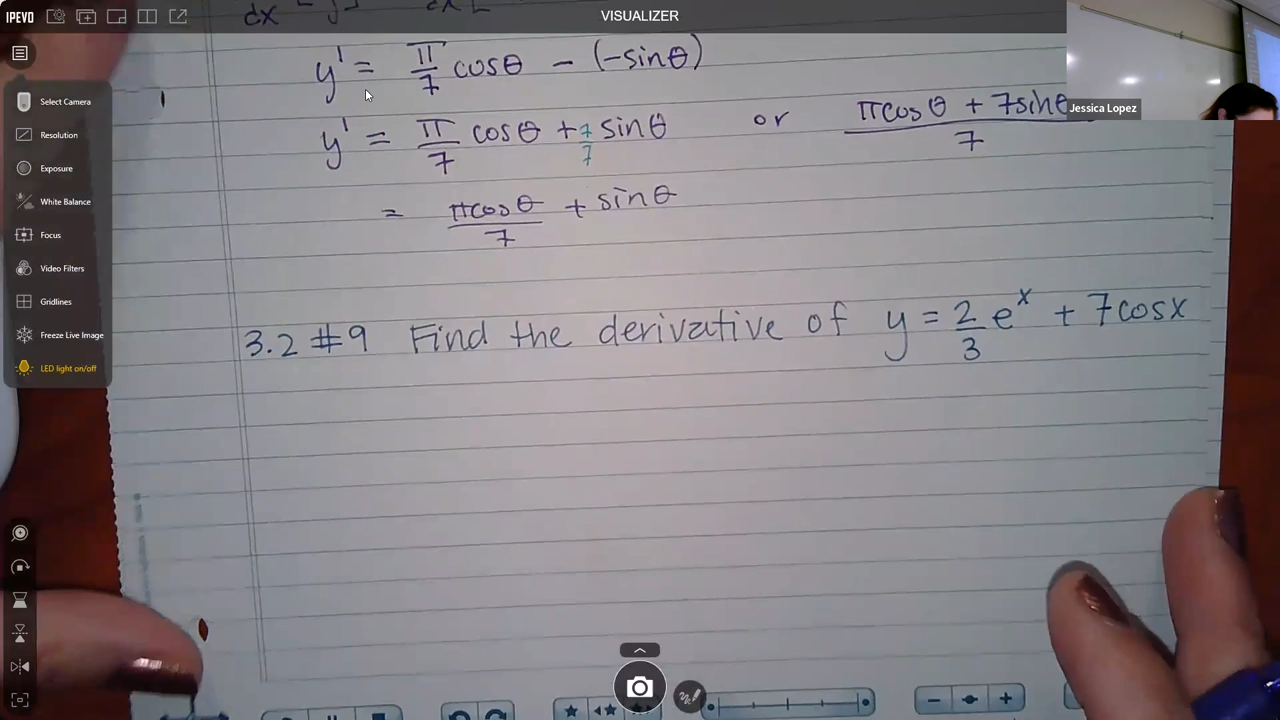 VISUALIZER
IPEVO
dx
y' = π/7 cosθ - (-sinθ)
Select Camera
Resolution
Exposure
White Balance
Focus
Video Filters
Gridlines
Freeze Live Image
LED light on/off
Jessica Lopez
y' = π/7 cosθ + 7/7 sinθ or (πcosθ + 7sinθ)/7
= πcosθ/7 + sinθ
3.2 #9 Find the derivative of y = 2/3 e^x + 7cosx